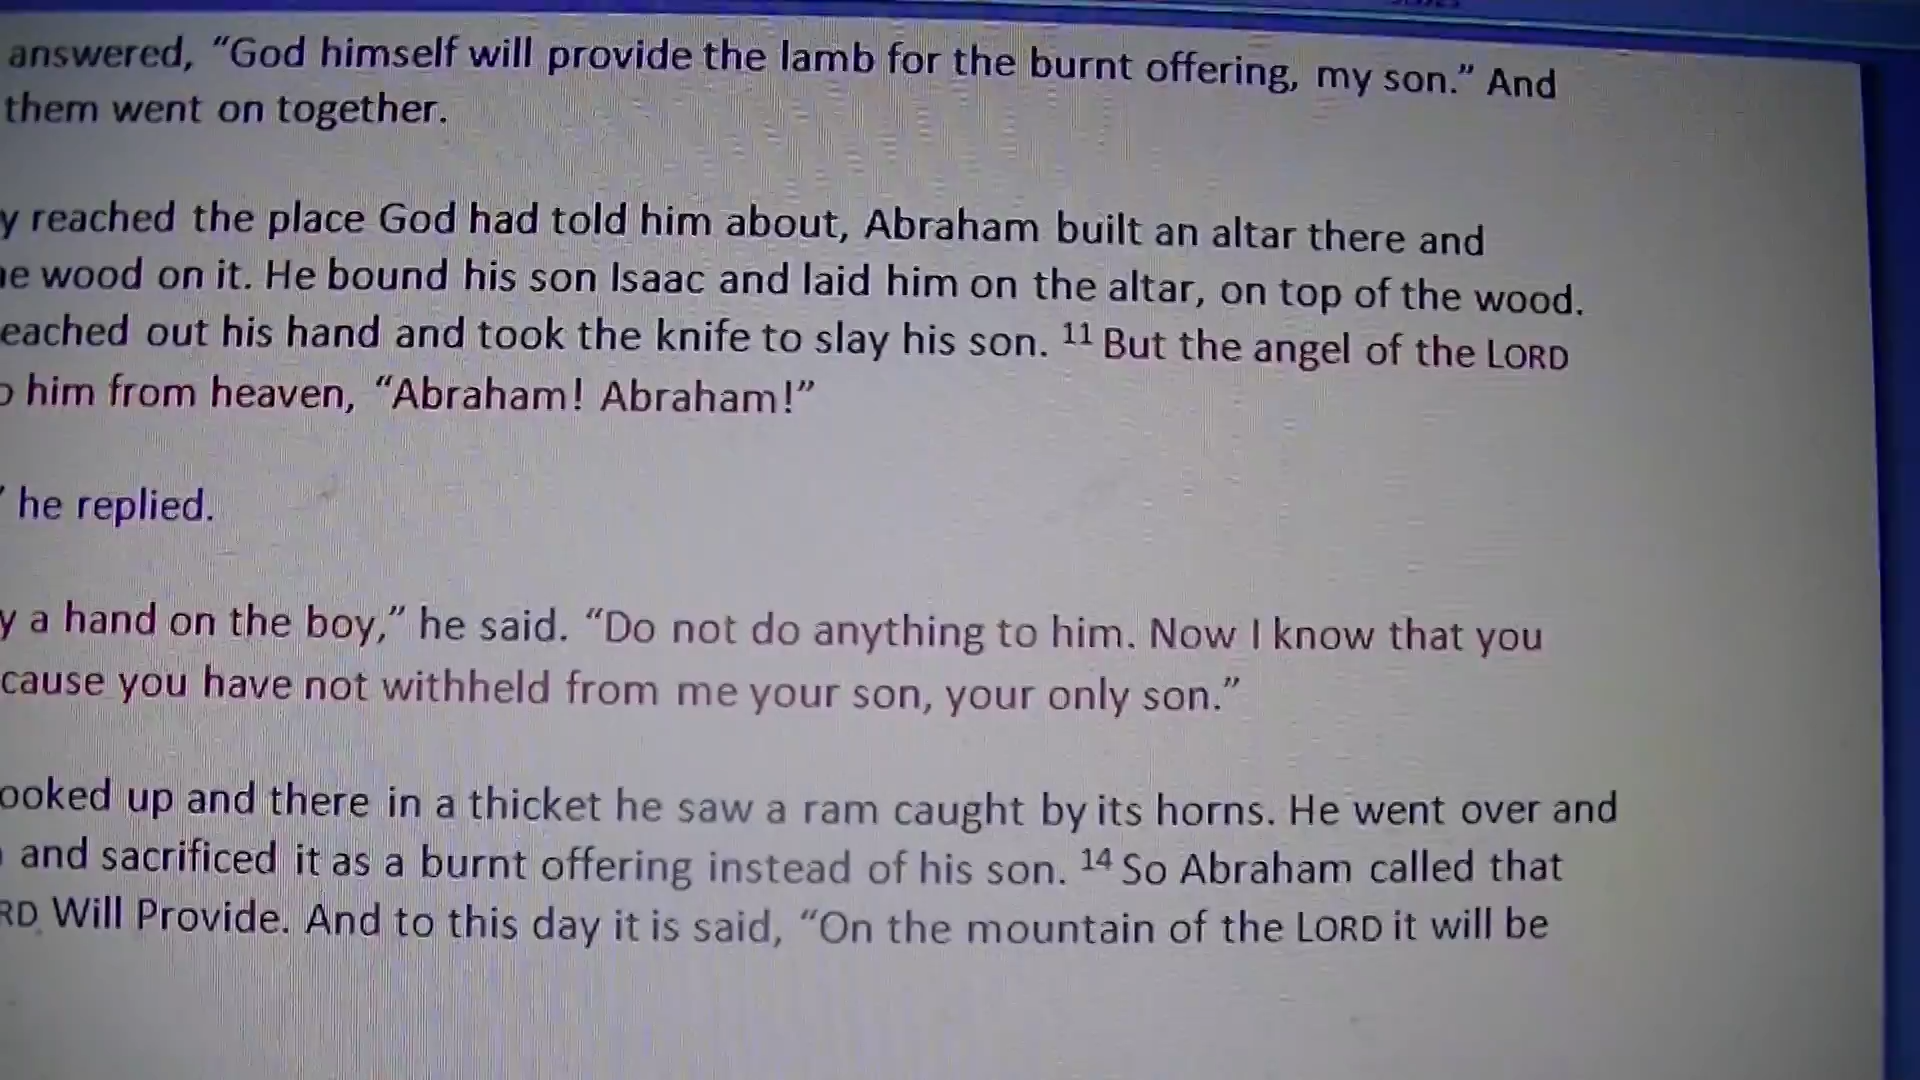 answered, “God himself will provide the lamb for the burnt offering, my son.” And
them went on together.
y reached the place God had told him about, Abraham built an altar there and
wood on it. He bound his son Isaac and laid him on the altar, on top of the wood.
eached out his hand and took the knife to slay his son. 11 But the angel of the LORD
him from heaven, “Abraham! Abraham!”
” he replied.
y a hand on the boy,” he said. “Do not do anything to him. Now I know that you
cause you have not withheld from me your son, your only son.”
ooked up and there in a thicket he saw a ram caught by its horns. He went over and
and sacrificed it as a burnt offering instead of his son. 14 So Abraham called that
RD Will Provide. And to this day it is said, “On the mountain of the LORD it will be